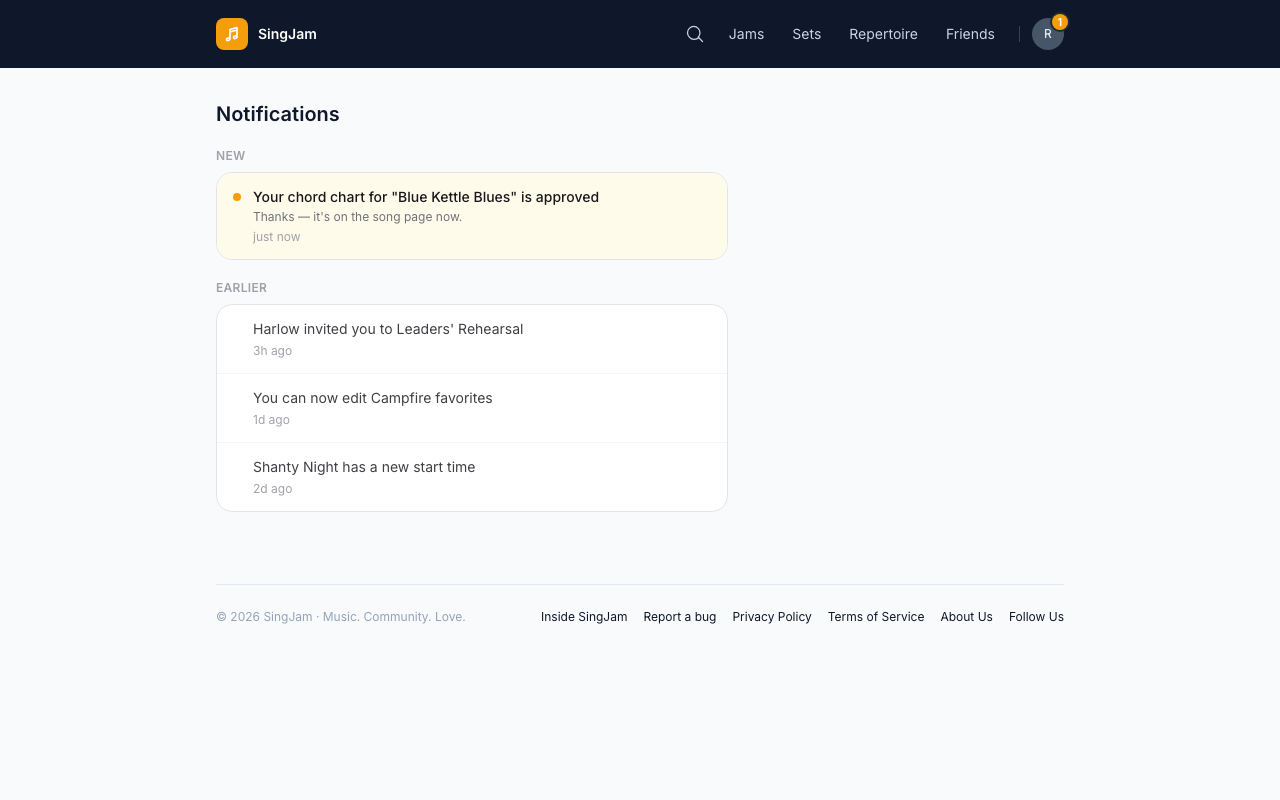 SingJam
Jams
Sets
Repertoire
Friends
R
1
Notifications
NEW
Your chord chart for "Blue Kettle Blues" is approved
Thanks — it's on the song page now.
just now
EARLIER
Harlow invited you to Leaders' Rehearsal
3h ago
You can now edit Campfire favorites
1d ago
Shanty Night has a new start time
2d ago
© 2026 SingJam · Music. Community. Love.
Inside SingJam
Report a bug
Privacy Policy
Terms of Service
About Us
Follow Us